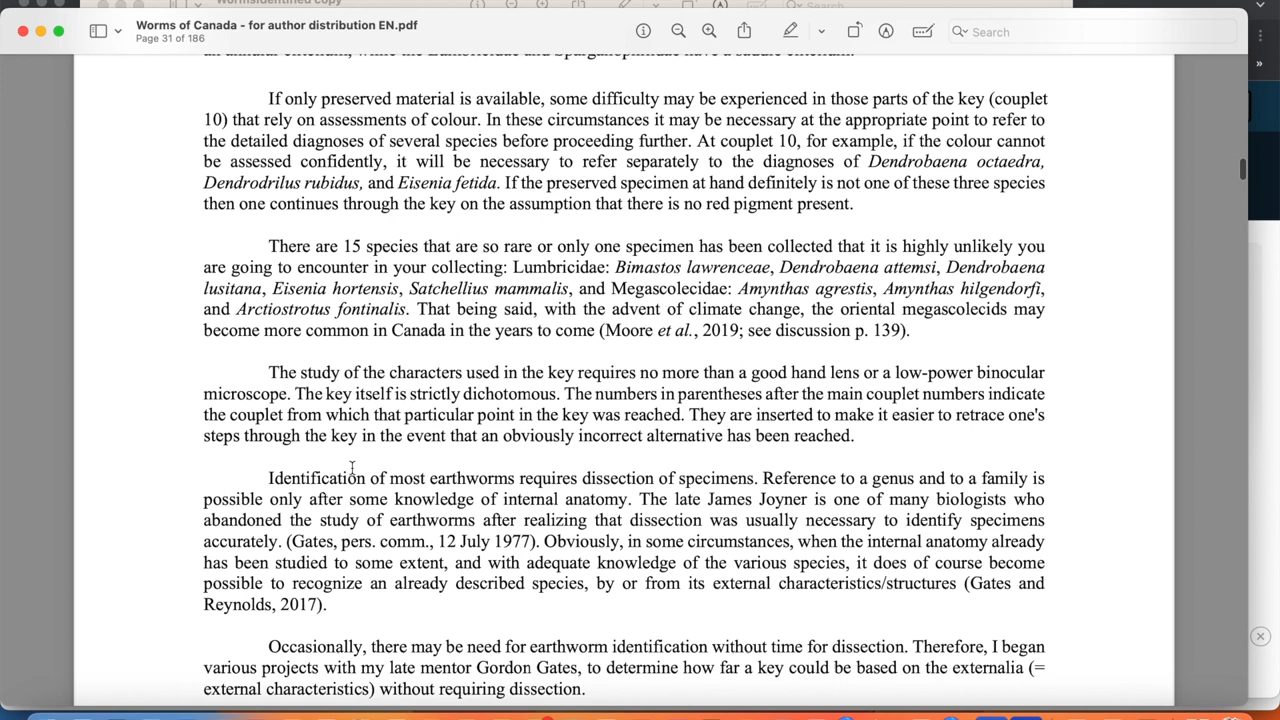 Wormsidentified copy
Search
Worms of Canada - for author distribution EN.pdf
Page 31 of 186
Search
If only preserved material is available, some difficulty may be experienced in those parts of the key (couplet
10) that rely on assessments of colour. In these circumstances it may be necessary at the appropriate point to refer to
the detailed diagnoses of several species before proceeding further. At couplet 10, for example, if the colour cannot
be assessed confidently, it will be necessary to refer separately to the diagnoses of Dendrobaena octaedra,
Dendrodrilus rubidus, and Eisenia fetida. If the preserved specimen at hand definitely is not one of these three species
then one continues through the key on the assumption that there is no red pigment present.
There are 15 species that are so rare or only one specimen has been collected that it is highly unlikely you
are going to encounter in your collecting: Lumbricidae: Bimastos lawrenceae, Dendrobaena attemsi, Dendrobaena
lusitana, Eisenia hortensis, Satchellius mammalis, and Megascolecidae: Amynthas agrestis, Amynthas hilgendorfi,
and Arctiostrotus fontinalis. That being said, with the advent of climate change, the oriental megascolecids may
become more common in Canada in the years to come (Moore et al., 2019; see discussion p. 139).
The study of the characters used in the key requires no more than a good hand lens or a low-power binocular
microscope. The key itself is strictly dichotomous. The numbers in parentheses after the main couplet numbers indicate
the couplet from which that particular point in the key was reached. They are inserted to make it easier to retrace one's
steps through the key in the event that an obviously incorrect alternative has been reached.
Identification of most earthworms requires dissection of specimens. Reference to a genus and to a family is
possible only after some knowledge of internal anatomy. The late James Joyner is one of many biologists who
abandoned the study of earthworms after realizing that dissection was usually necessary to identify specimens
accurately. (Gates, pers. comm., 12 July 1977). Obviously, in some circumstances, when the internal anatomy already
has been studied to some extent, and with adequate knowledge of the various species, it does of course become
possible to recognize an already described species, by or from its external characteristics/structures (Gates and
Reynolds, 2017).
Occasionally, there may be need for earthworm identification without time for dissection. Therefore, I began
various projects with my late mentor Gordon Gates, to determine how far a key could be based on the externalia (=
external characteristics) without requiring dissection.